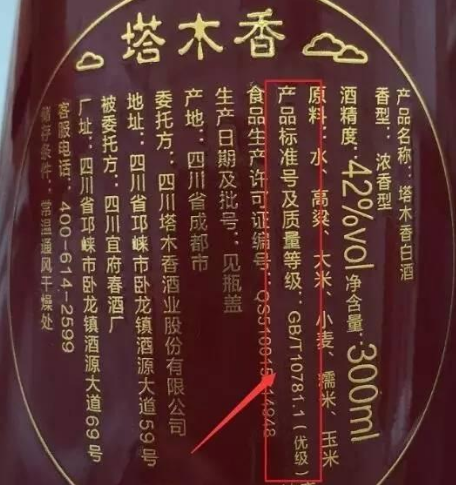 塔木香
产品名称：塔木香白酒
香型：浓香型
酒精度：42%vol 净含量：300ml
原料：水、高粱、大米、小麦、糯米、玉米
产品标准号及质量等级：GB/T10781.1（优级）
食品生产许可证编号：QS510015
生产日期及批号：见瓶盖
产地：四川省成都市
委托方：四川塔木香酒业股份有限公司
地址：四川省邛崃市卧龙镇酒源大道59号
被委托方：四川宜府春酒厂
厂址：四川省邛崃市卧龙镇酒源大道69号
客服电话：400-614-2599
储存条件：常温通风干燥处